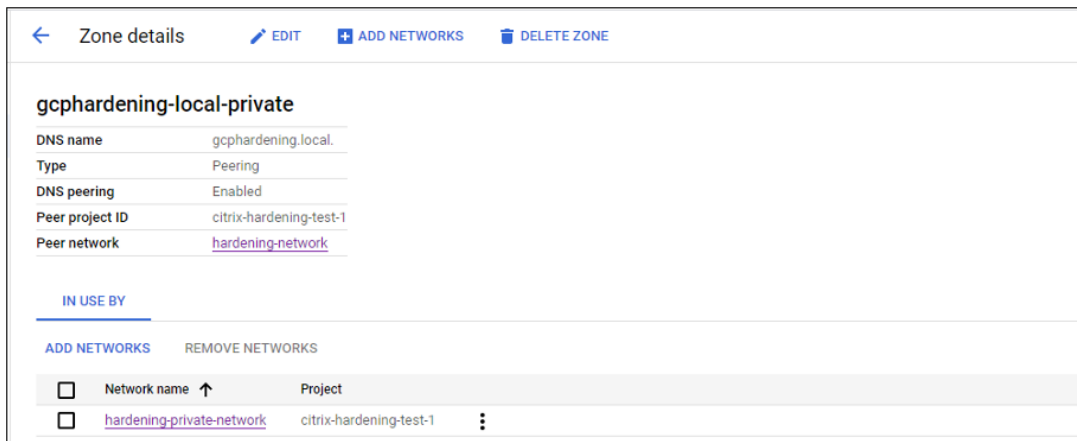 Zone details EDIT ADD NETWORKS DELETE ZONE
gcphardening-local-private
DNS name gcphardening.local.
Type Peering
DNS peering Enabled
Peer project ID citrix-hardening-test-1
Peer network hardening-network
IN USE BY
ADD NETWORKS REMOVE NETWORKS
Network name Project
hardening-private-network citrix-hardening-test-1